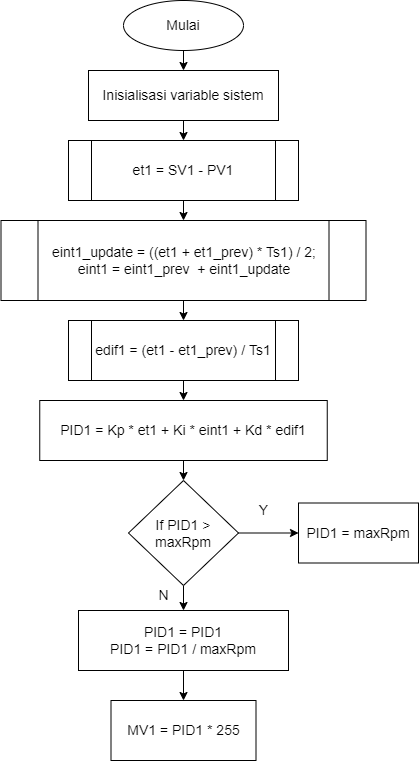 Mulai
Inisialisasi variable sistem
et1 = SV1 - PV1
eint1_update = ((et1 + et1_prev) * Ts1) / 2;
eint1 = eint1_prev  + eint1_update
edif1 = (et1 - et1_prev) / Ts1
PID1 = Kp * et1 + Ki * eint1 + Kd * edif1
If PID1 >
maxRpm
Y
PID1 = maxRpm
N
PID1 = PID1
PID1 = PID1 / maxRpm
MV1 = PID1 * 255